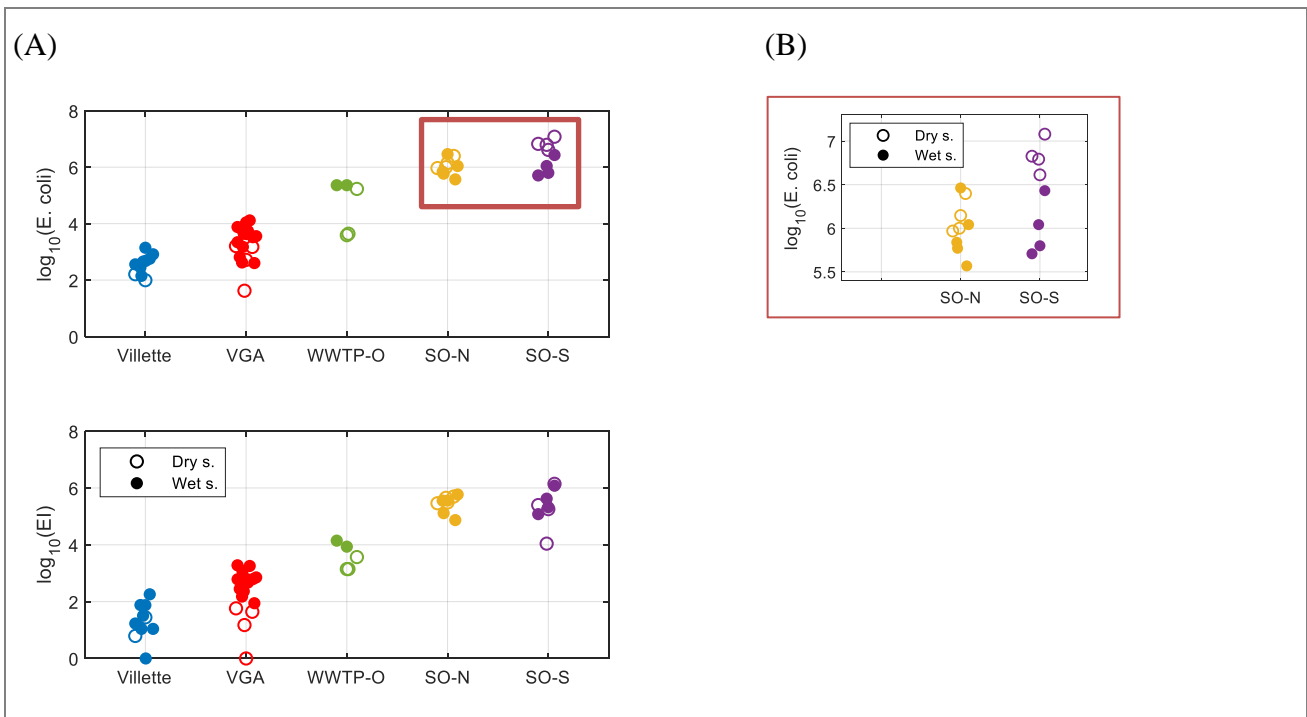 (A)
8
6
4
2
0
log10(E. coli)
Villette VGA WWTP-O SO-N SO-S
8
6
4
2
0
log10(EI)
Dry s.
Wet s.
Villette VGA WWTP-O SO-N SO-S
(B)
7
6.5
6
5.5
log10(E. coli)
Dry s.
Wet s.
SO-N SO-S